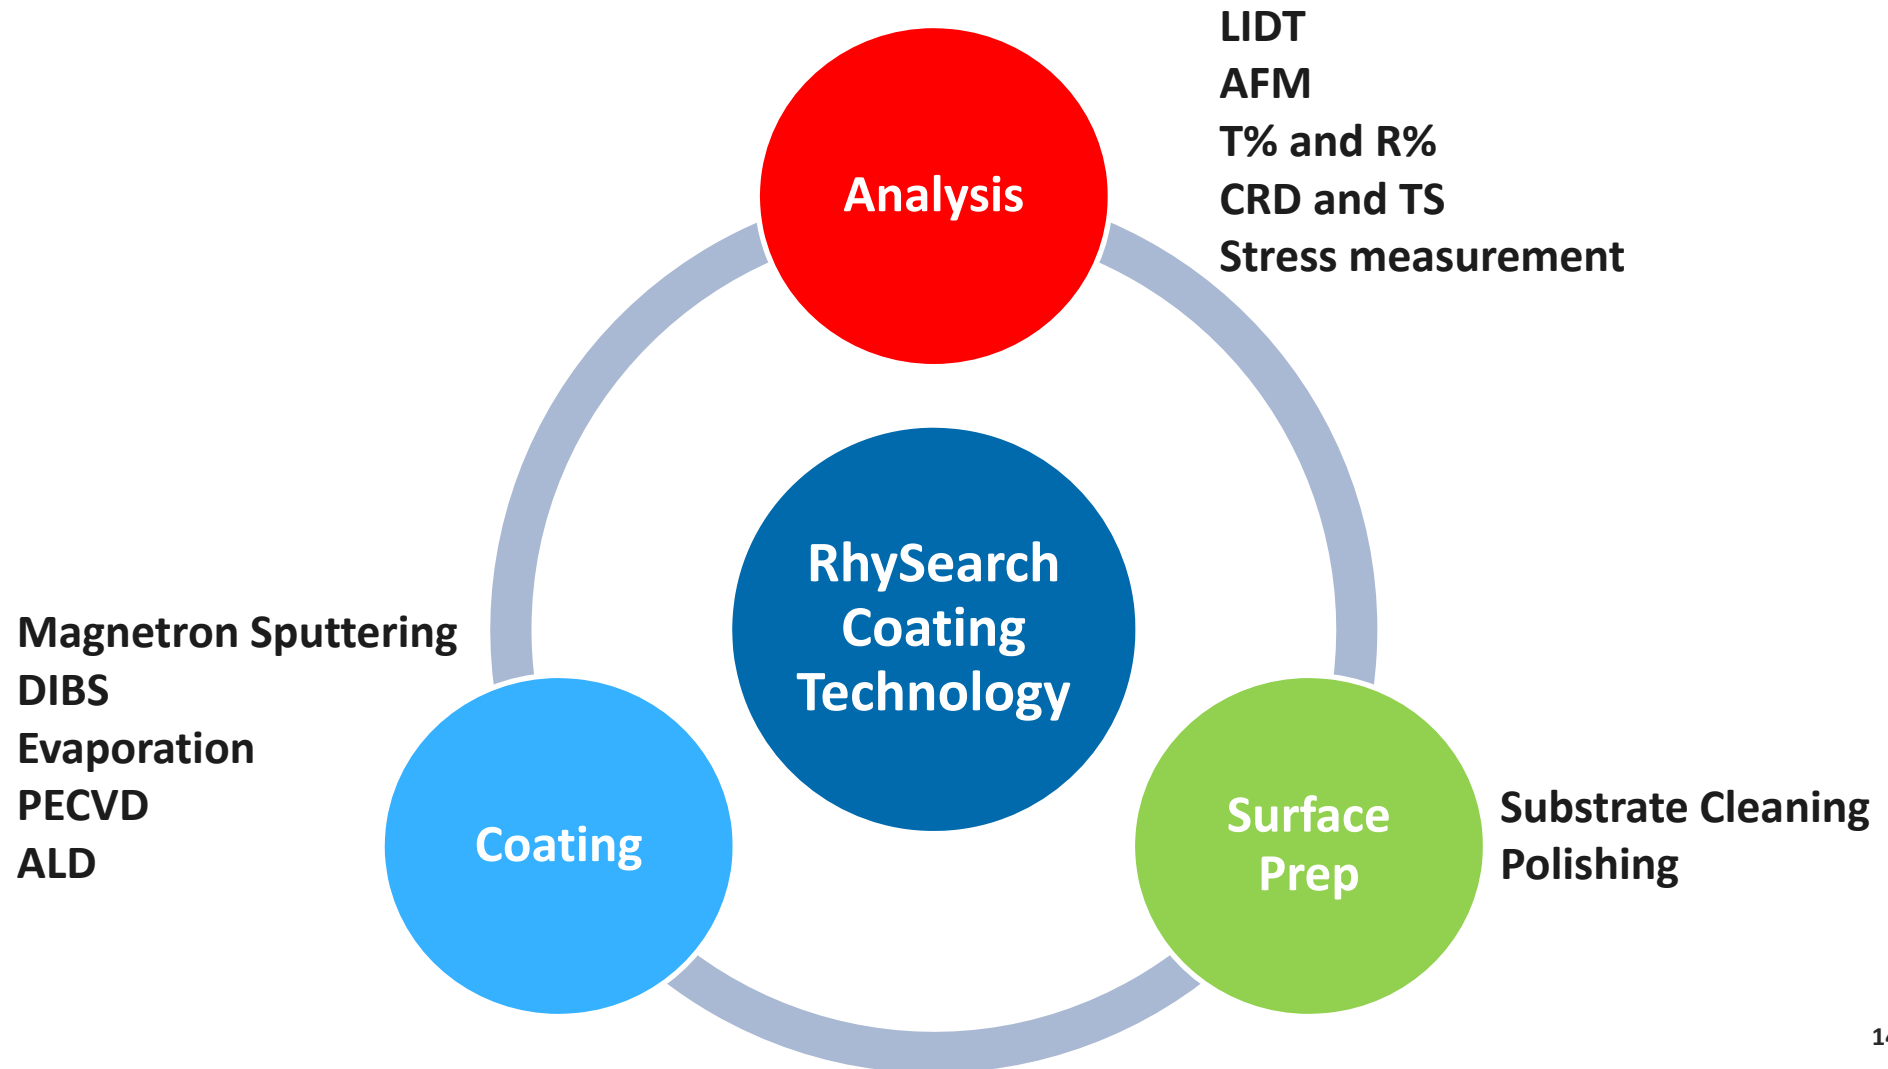 LIDT
AFM
T% and R%
CRD and TS
Stress measurement
Analysis
RhySearch
Coating
Technology
Magnetron Sputtering
DIBS
Evaporation
PECVD
ALD
Coating
Surface
Prep
Substrate Cleaning
Polishing